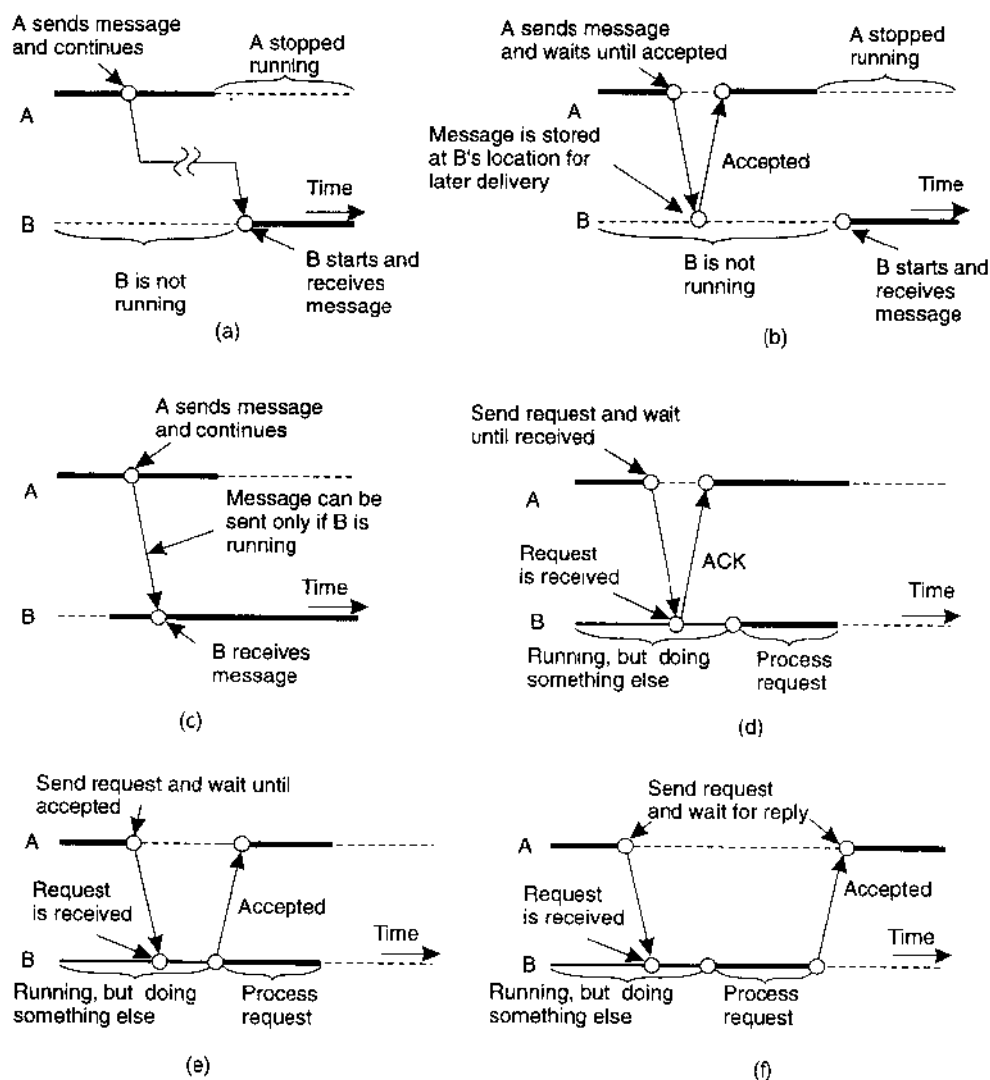 A sends message
and continues
A stopped
running
A
Time
B
B is not
running
B starts and
receives
message
(a)
A sends message
and waits until accepted
A stopped
running
A
Message is stored
at B's location for
later delivery
Accepted
Time
B
B is not
running
B starts and
receives
message
(b)
A sends message
and continues
A
Message can be
sent only if B is
running
Time
B
B receives
message
(c)
Send request and wait
until received
A
Request
is received
ACK
Time
B
Running, but doing
something else
Process
request
(d)
Send request and wait until
accepted
A
Request
is received
Accepted
Time
B
Running, but doing
something else
Process
request
(e)
Send request
and wait for reply
A
Request
is received
Accepted
Time
B
Running, but doing
something else
Process
request
(f)